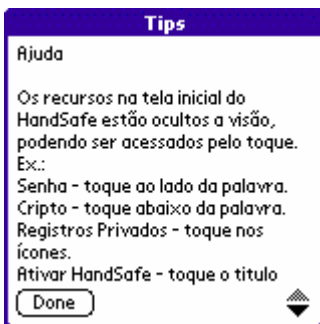 Tips
Ajuda
Os recursos na tela inicial do
HandSafe estão ocultos a visão,
podendo ser acessados pelo toque.
Ex.:
Senha - toque ao lado da palavra.
Cripto - toque abaixo da palavra.
Registros Privados - toque nos
ícones.
Ativar HandSafe - toque o titulo
Done